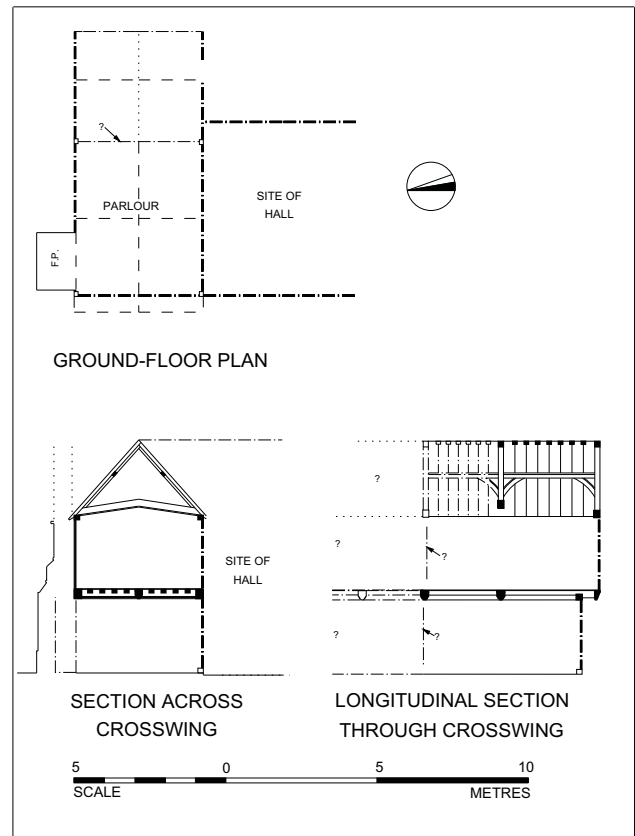 ?
PARLOUR
SITE OF
HALL
F.P.
GROUND-FLOOR PLAN
?
?
?
SITE OF
HALL
?
?
SECTION ACROSS
CROSSWING
LONGITUDINAL SECTION
THROUGH CROSSWING
5 0 5 10
SCALE METRES